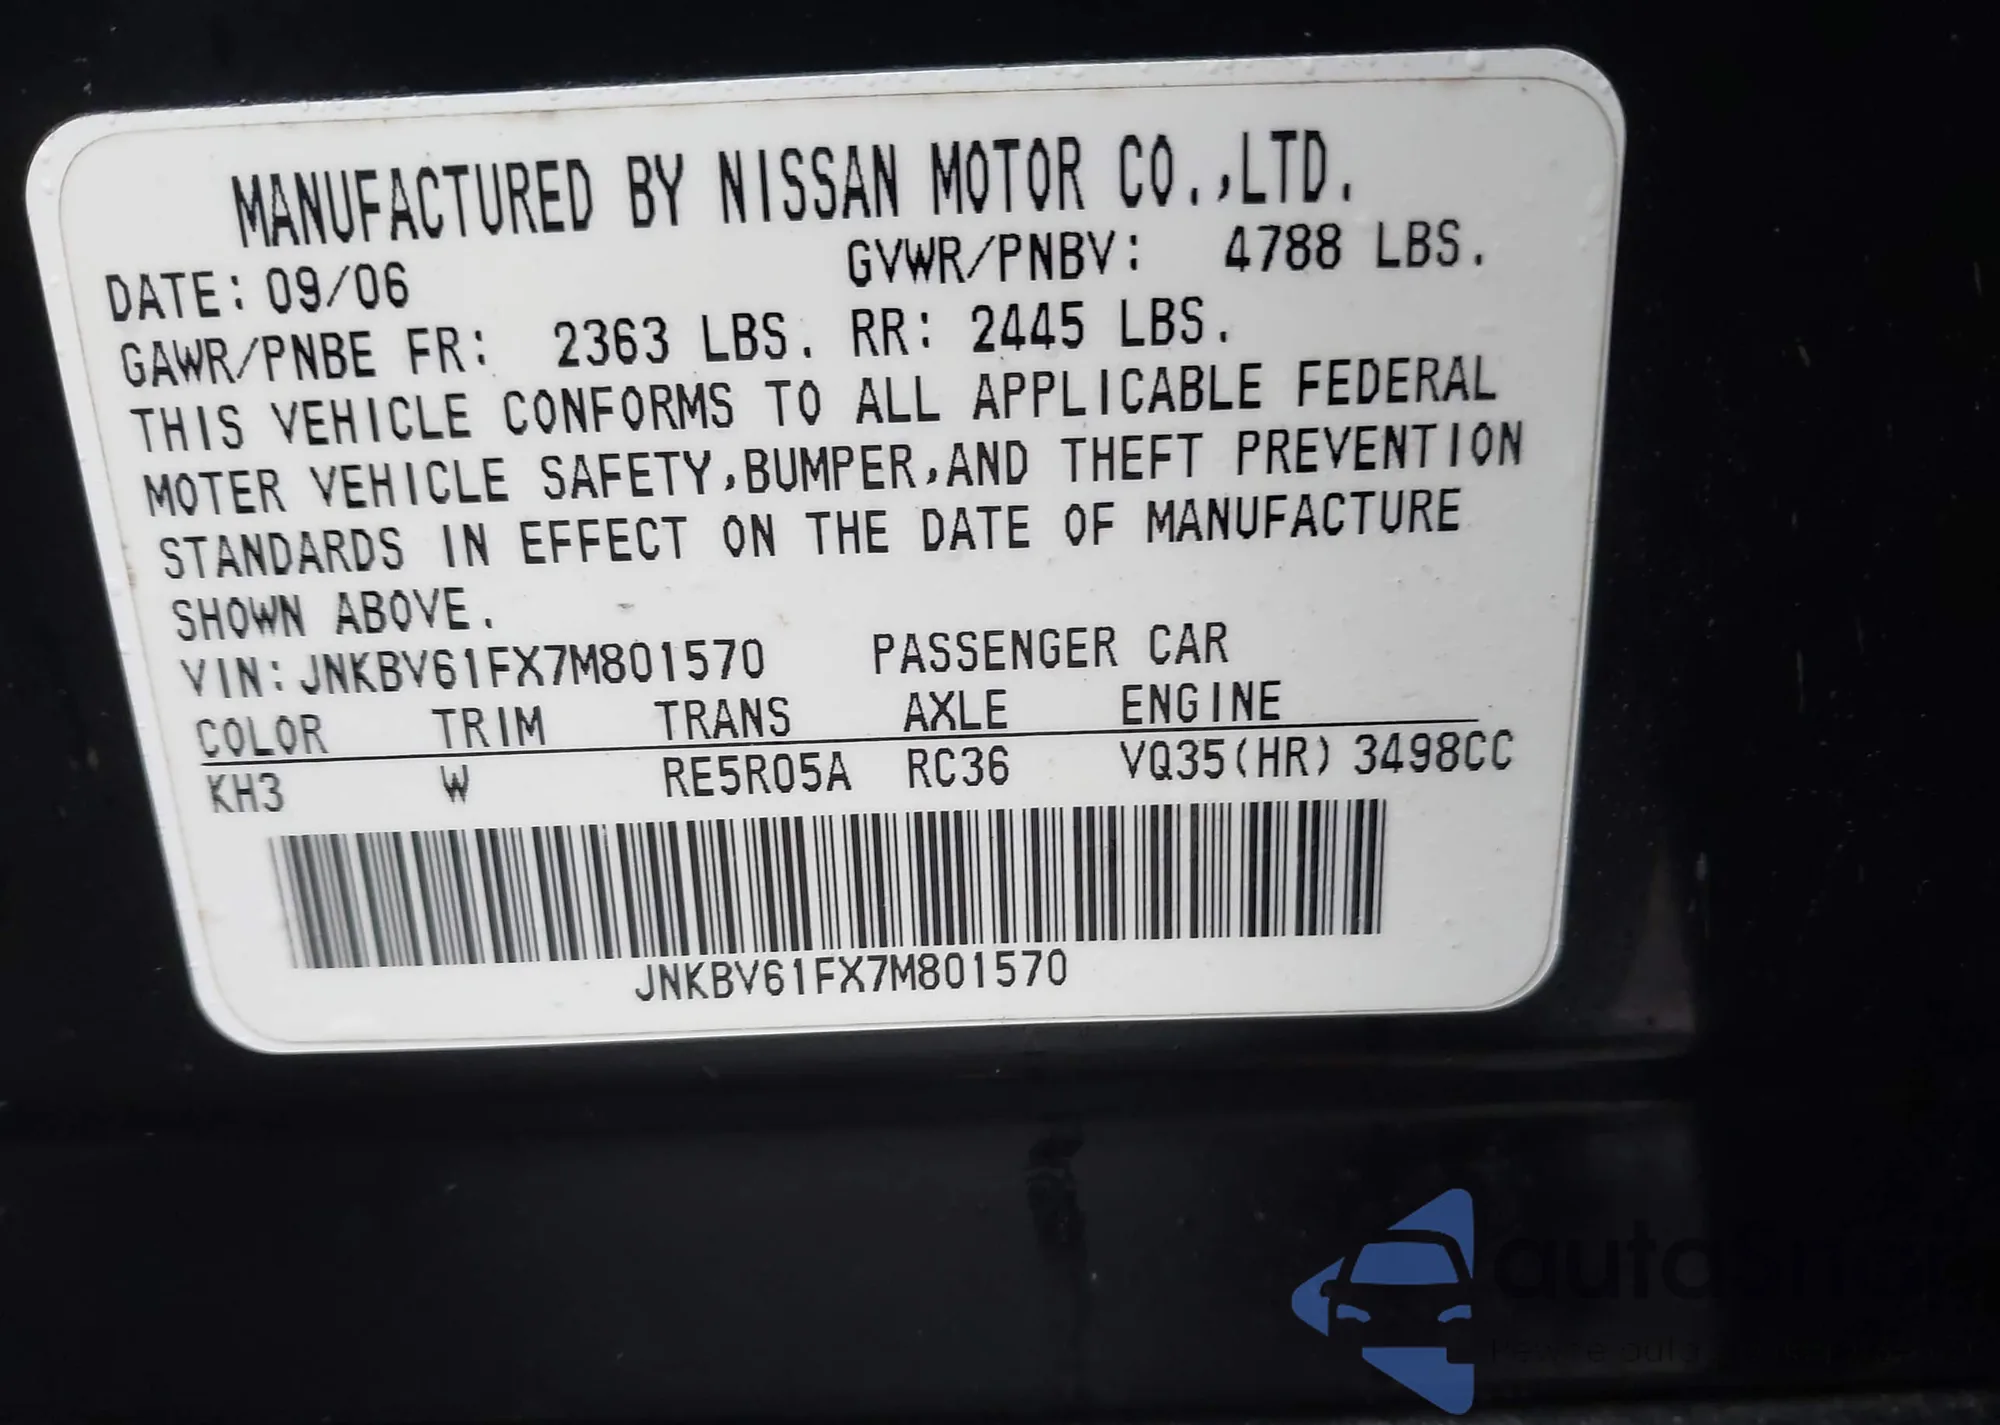 MANUFACTURED BY NISSAN MOTOR CO.,LTD.
DATE: 09/06 GVWR/PNBV: 4788 LBS.
GAWR/PNBE FR: 2363 LBS. RR: 2445 LBS.
THIS VEHICLE CONFORMS TO ALL APPLICABLE FEDERAL
MOTER VEHICLE SAFETY,BUMPER,AND THEFT PREVENTION
STANDARDS IN EFFECT ON THE DATE OF MANUFACTURE
SHOWN ABOVE.
VIN:JNKBV61FX7M801570 PASSENGER CAR
COLOR TRIM TRANS AXLE ENGINE
KH3 W RE5R05A RC36 VQ35(HR) 3498CC
JNKBV61FX7M801570